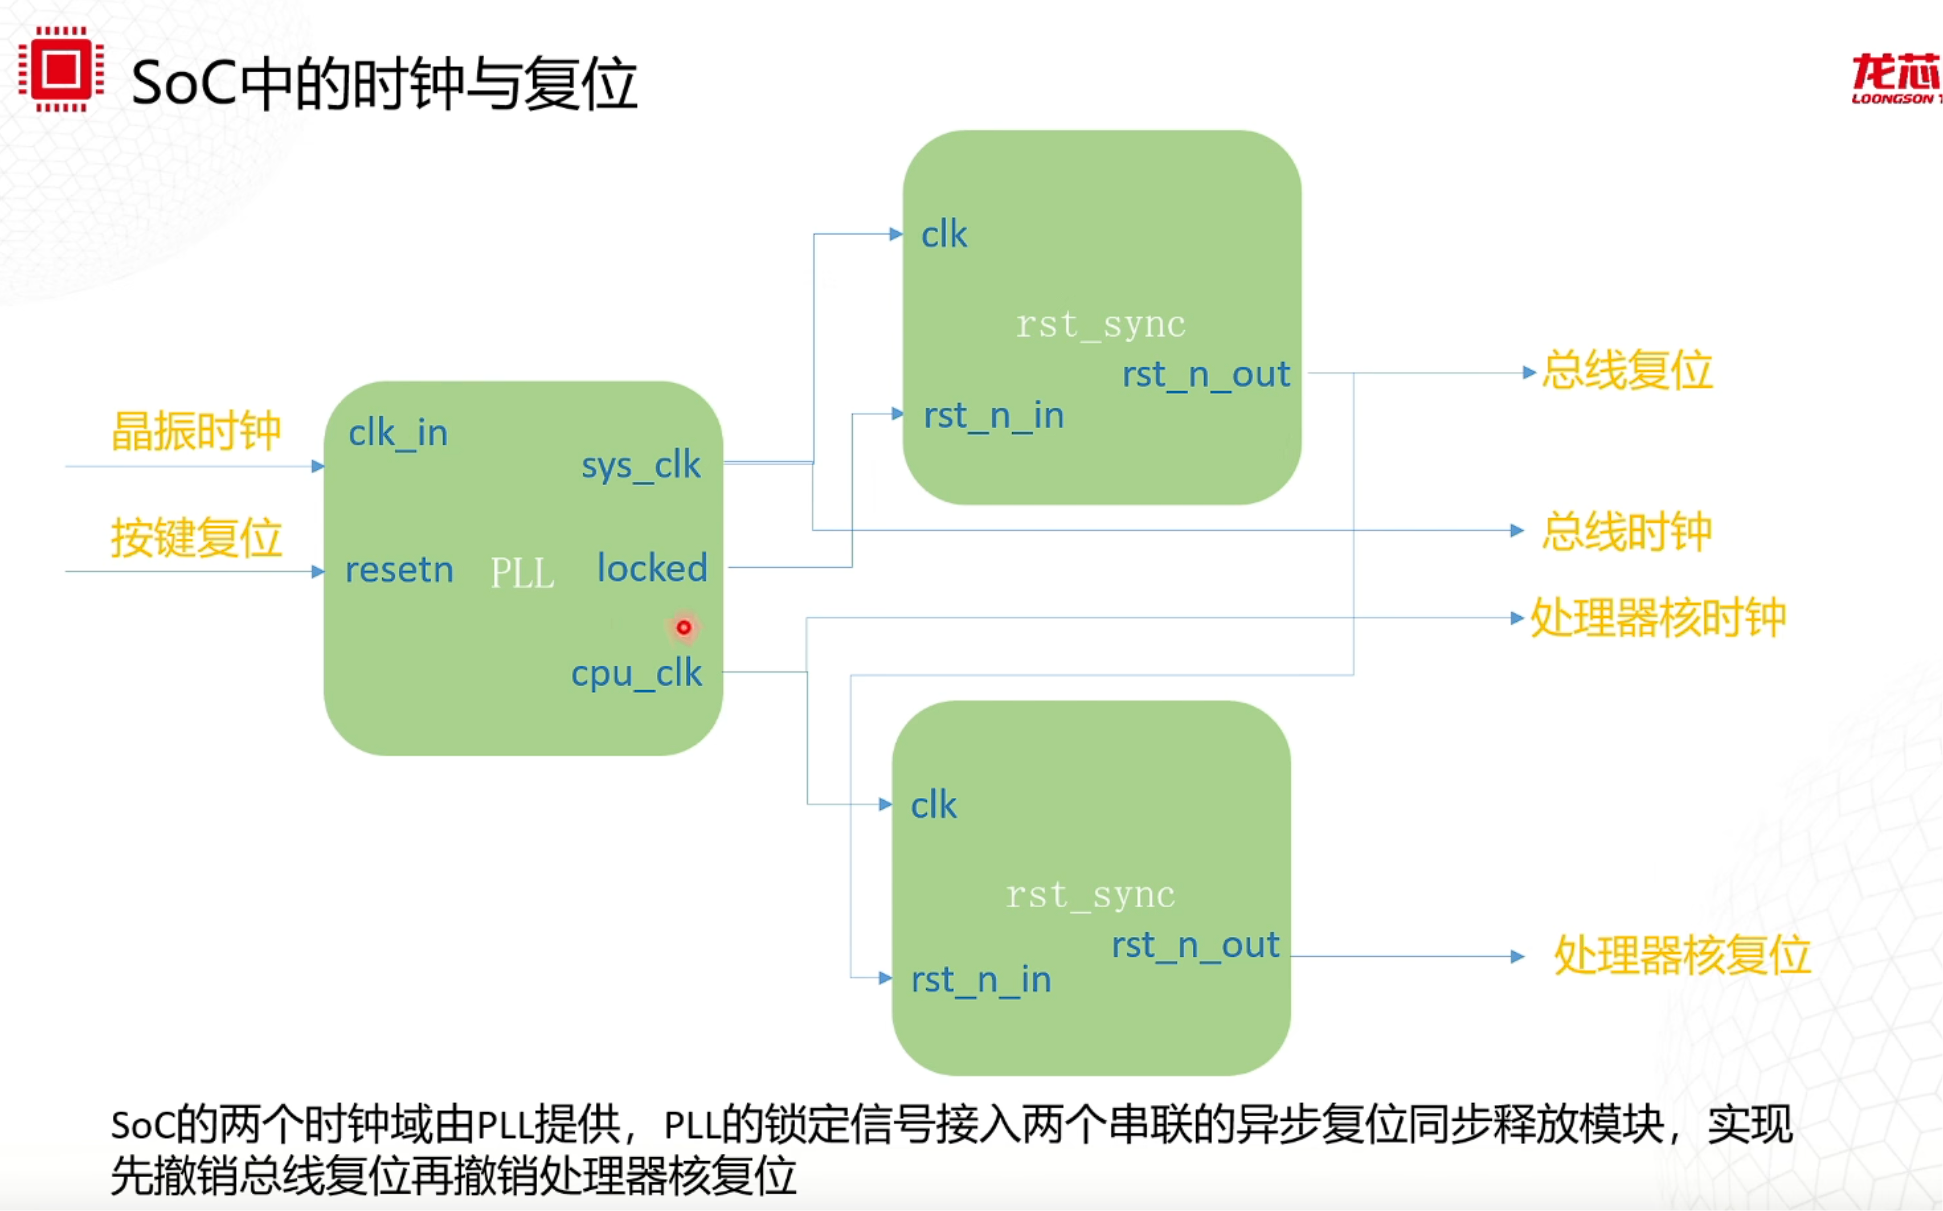 SoC中的时钟与复位
龙芯
LOONGSON
clk
rst_sync
rst_n_out
rst_n_in
总线复位
晶振时钟
clk_in
sys_clk
总线时钟
按键复位
resetn
PLL
locked
处理器核时钟
cpu_clk
clk
rst_sync
rst_n_out
rst_n_in
处理器核复位
SoC的两个时钟域由PLL提供，PLL的锁定信号接入两个串联的异步复位同步释放模块，实现
先撤销总线复位再撤销处理器核复位